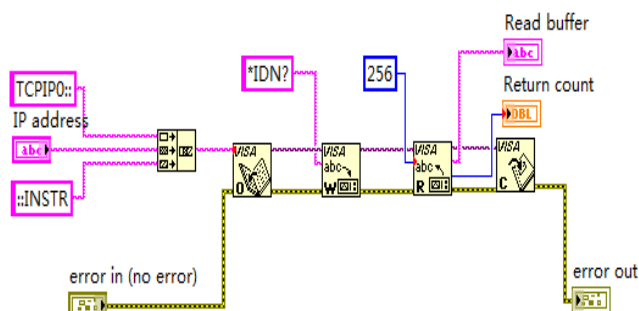 Read buffer
abc
*IDN?
256
TCPIP0::
Return count
DBL
IP address
abc
VISA
O
VISA
abc
W
VISA
abc
R
VISA
C
::INSTR
error in (no error)
error out